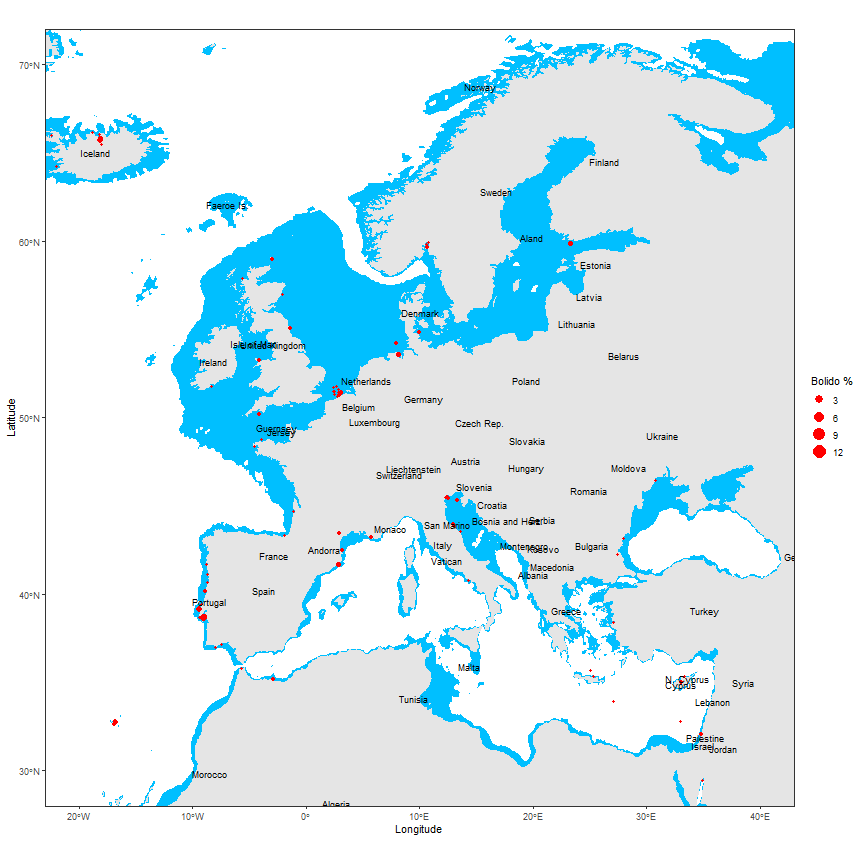 70°N
60°N
50°N
40°N
30°N
Latitude
Norway
Iceland
Finland
Sweden
Faeroe Is.
Aland
Estonia
Latvia
Denmark
Lithuania
Isle of Man
United Kingdom
Ireland
Belarus
Netherlands
Poland
Germany
Belgium
Luxembourg
Czech Rep.
Guernsey
Jersey
Slovakia
Ukraine
Austria
Liechtenstein
Switzerland
Hungary
Moldova
Slovenia
Romania
Croatia
San Marino
Bosnia and Herz.
Serbia
Monaco
Italy
Montenegro
Kosovo
Bulgaria
Andorra
France
Vatican
Macedonia
Albania
Ge
Spain
Portugal
Greece
Turkey
Malta
N. Cyprus
Cyprus
Syria
Tunisia
Lebanon
Palestine
Israel
Jordan
Morocco
Algeria
20°W
10°W
0°
10°E
20°E
30°E
40°E
Longitude
Bolido %
3
6
9
12